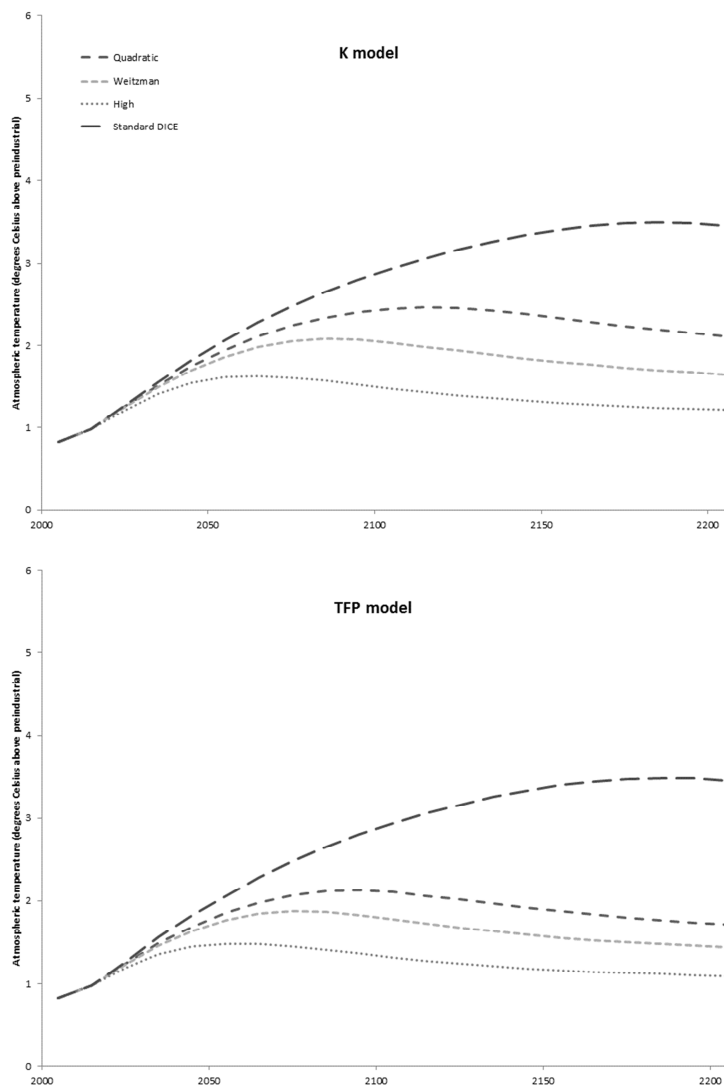 K model
Quadratic
Weitzman
High
Standard DICE
Atmospheric temperature (degrees Celsius above preindustrial)
6
5
4
3
2
1
0
2000 2050 2100 2150 2200
TFP model
Atmospheric temperature (degrees Celsius above preindustrial)
6
5
4
3
2
1
0
2000 2050 2100 2150 2200